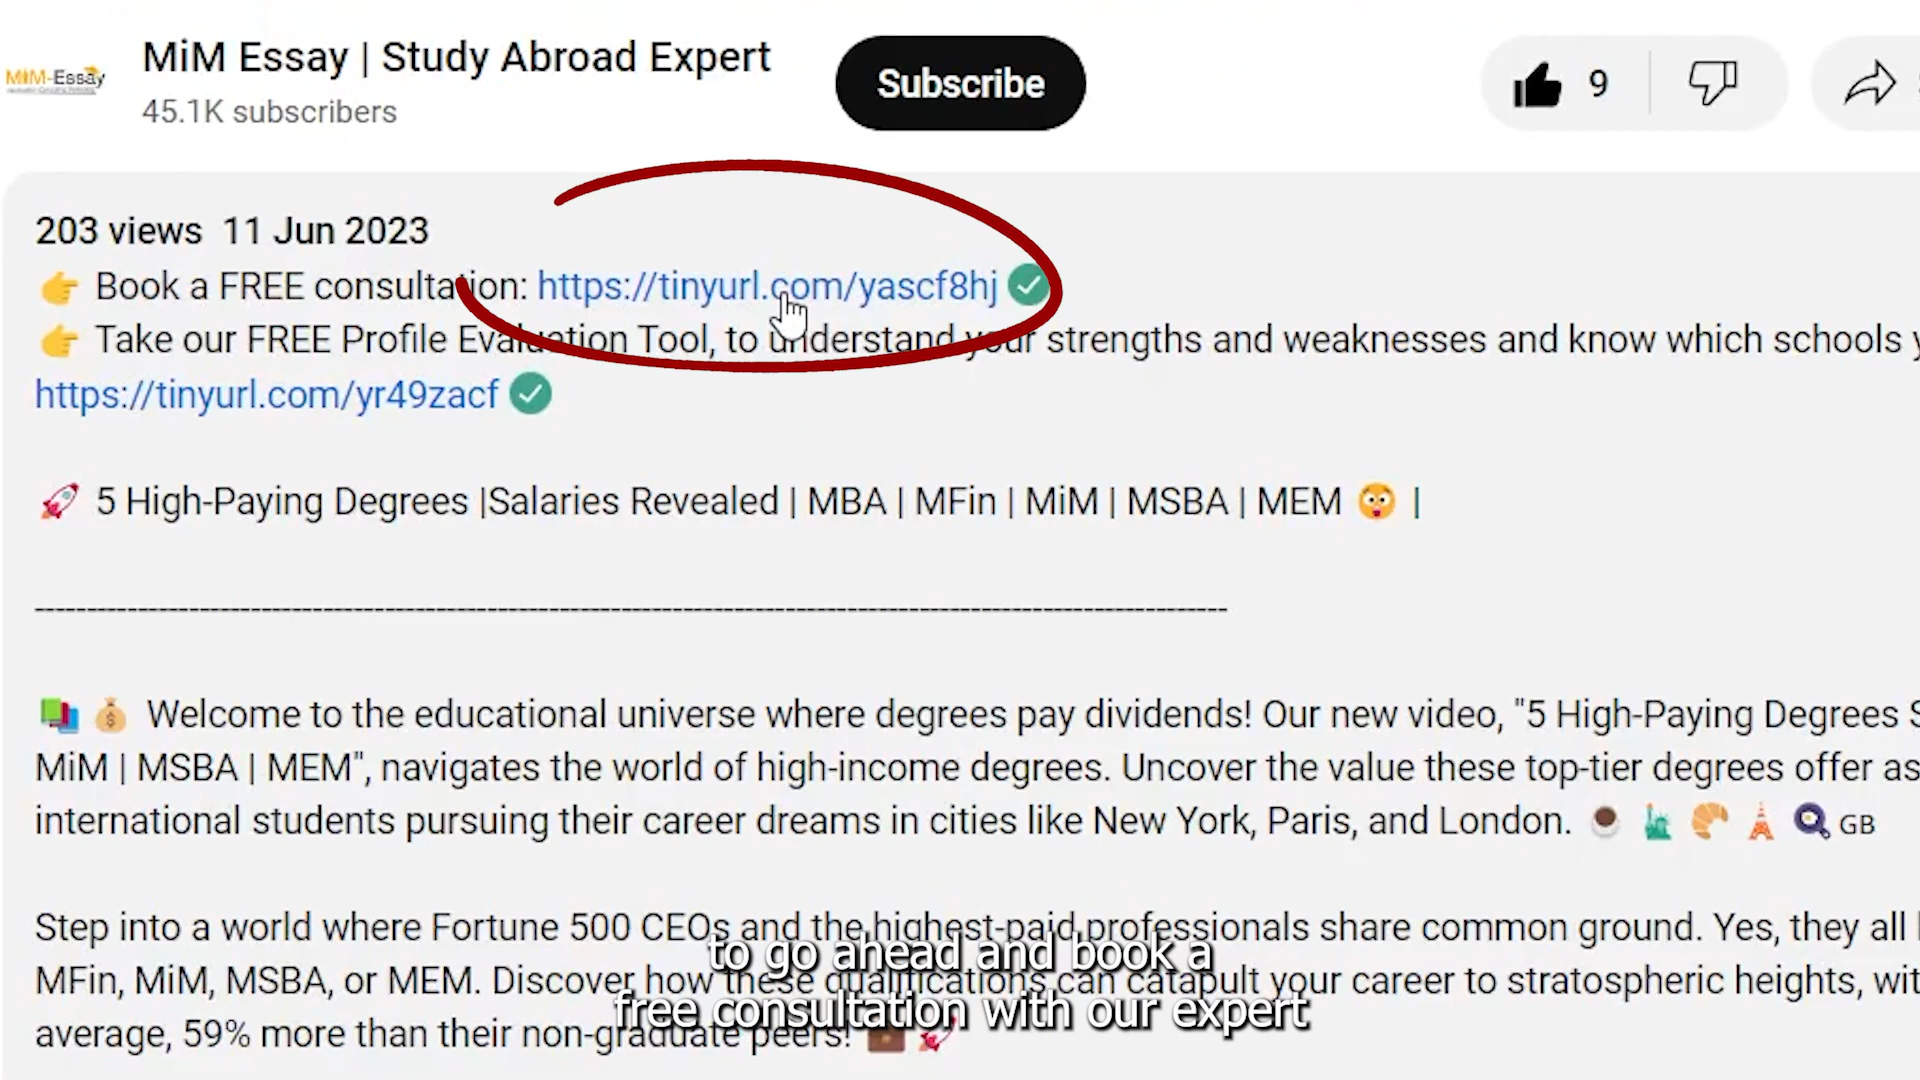 MiM Essay | Study Abroad Expert
45.1K subscribers
MiM-Essay
Subscribe
9
203 views 11 Jun 2023
👉 Book a FREE consultation: https://tinyurl.com/yascf8hj
👉 Take our FREE Profile Evaluation Tool, to understand your strengths and weaknesses and know which schools y
https://tinyurl.com/yr49zacf
🚀 5 High-Paying Degrees |Salaries Revealed | MBA | MFin | MiM | MSBA | MEM 😲 |
📚 💰 Welcome to the educational universe where degrees pay dividends! Our new video, "5 High-Paying Degrees S
MiM | MSBA | MEM", navigates the world of high-income degrees. Uncover the value these top-tier degrees offer as
international students pursuing their career dreams in cities like New York, Paris, and London. ☕ 🗽 🥐 🗼 🍳 GB
Step into a world where Fortune 500 CEOs and the highest-paid professionals share common ground. Yes, they all
MFin, MiM, MSBA, or MEM. Discover how these qualifications can catapult your career to stratospheric heights, wit
average, 59% more than their non-graduate peers! 💼 🚀
to go ahead and book a
free consultation with our expert